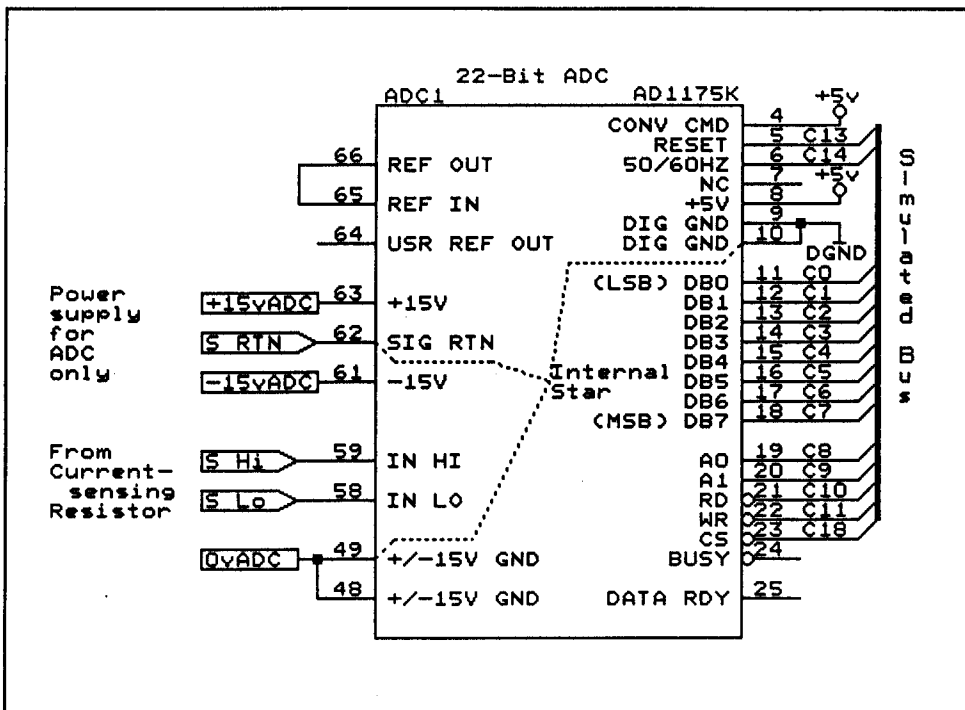 22-Bit ADC
ADC1
AD1175K
66
REF OUT
65
REF IN
64
USR REF OUT
Power
supply
for
ADC
only
+15vADC
63
+15V
S RTN
62
SIG RTN
-15vADC
61
-15V
From
Current-
sensing
Resistor
S Hi
59
IN HI
S Lo
58
IN LO
0vADC
49
+/-15V GND
48
+/-15V GND
Internal
Star
CONV CMD
4
+5v
RESET
5
C13
50/60HZ
6
C14
NC
7
+5V
8
+5v
DIG GND
9
DIG GND
10
DGND
(LSB) DB0
11
C0
DB1
12
C1
DB2
13
C2
DB3
14
C3
DB4
15
C4
DB5
16
C5
DB6
17
C6
(MSB) DB7
18
C7
A0
19
C8
A1
20
C9
RD
21
C10
WR
22
C11
CS
23
C18
BUSY
24
DATA RDY
25
Simulated Bus